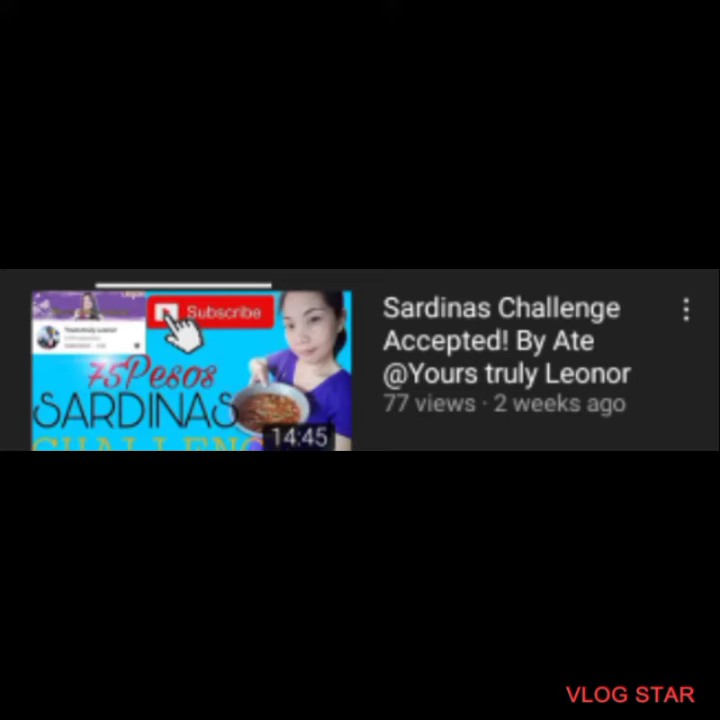 Subscribe
75Pesos
SARDINAS
CHALLENG
14:45
Sardinas Challenge
Accepted! By Ate
@Yours truly Leonor
77 views · 2 weeks ago
VLOG STAR